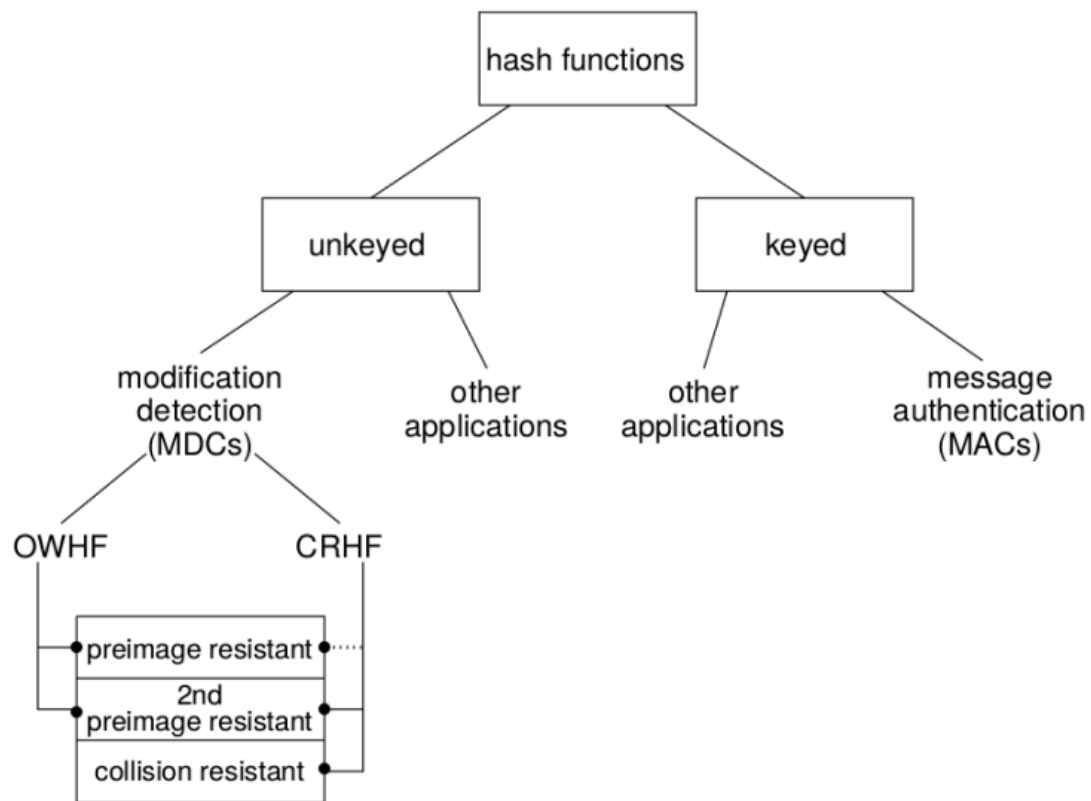 hash functions
unkeyed
keyed
modification
detection
(MDCs)
other
applications
other
applications
message
authentication
(MACs)
OWHF
CRHF
preimage resistant
2nd
preimage resistant
collision resistant